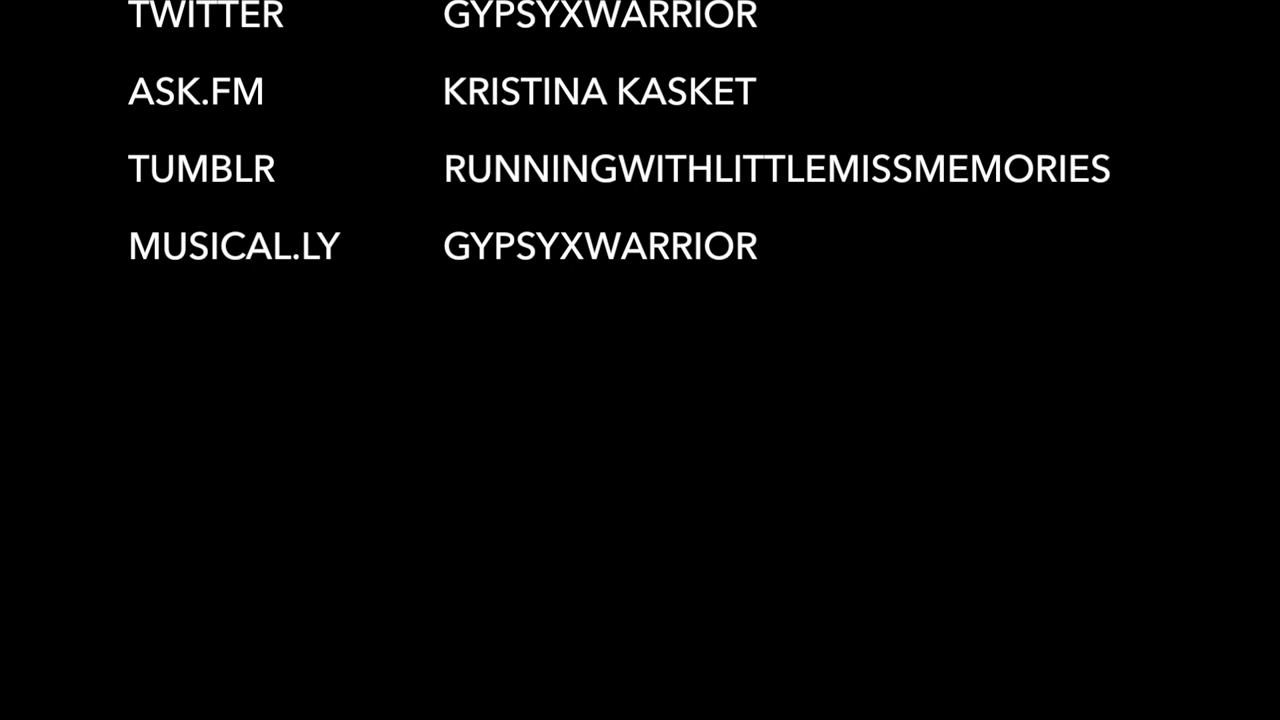 TWITTER GYPSYXWARRIOR
ASK.FM KRISTINA KASKET
TUMBLR RUNNINGWITHLITTLEMISSMEMORIES
MUSICAL.LY GYPSYXWARRIOR